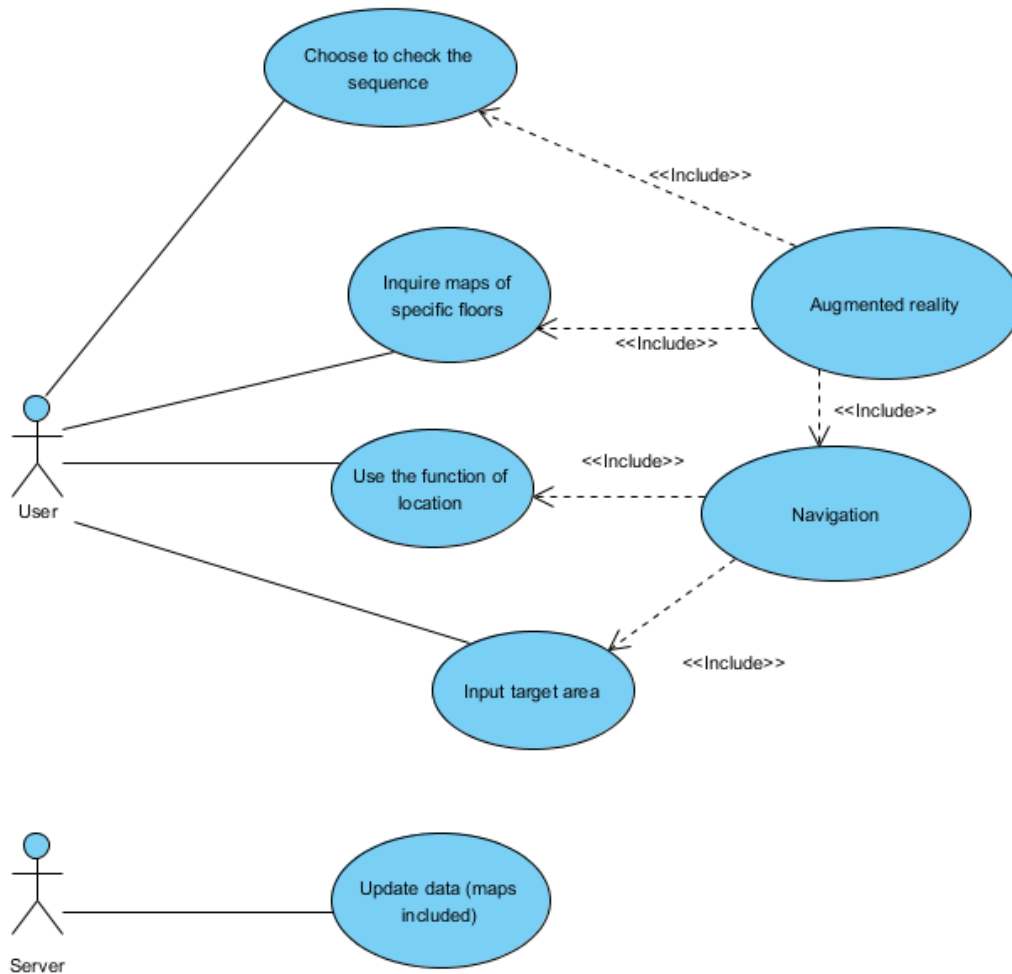 Choose to check the
sequence
<<Include>>
Inquire maps of
specific floors
Augmented reality
<<Include>>
<<Include>>
User
Use the function of
location
<<Include>>
Navigation
<<Include>>
Input target area
Server
Update data (maps
included)